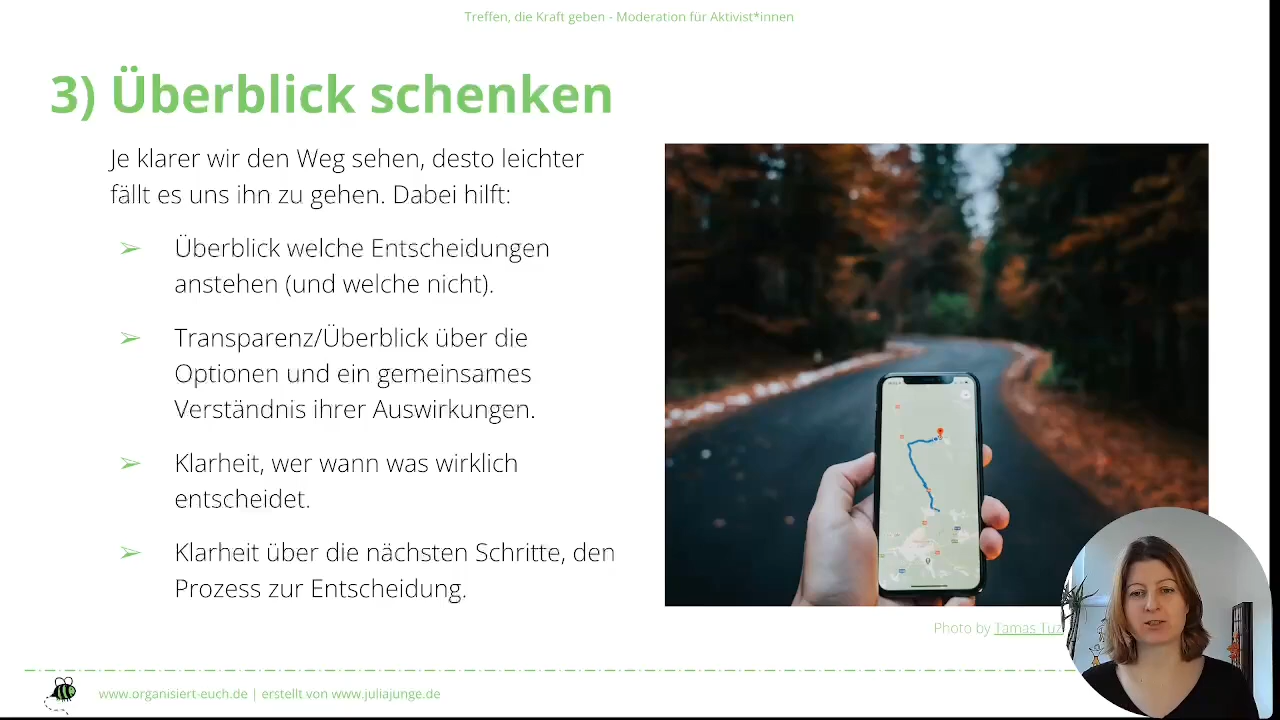 Treffen, die Kraft geben - Moderation für Aktivist*innen
3) Überblick schenken
Je klarer wir den Weg sehen, desto leichter
fällt es uns ihn zu gehen. Dabei hilft:
➢ Überblick welche Entscheidungen
anstehen (und welche nicht).
➢ Transparenz/Überblick über die
Optionen und ein gemeinsames
Verständnis ihrer Auswirkungen.
➢ Klarheit, wer wann was wirklich
entscheidet.
➢ Klarheit über die nächsten Schritte, den
Prozess zur Entscheidung.
Photo by Tamas
www.organisiert-euch.de | erstellt von www.juliajunge.de